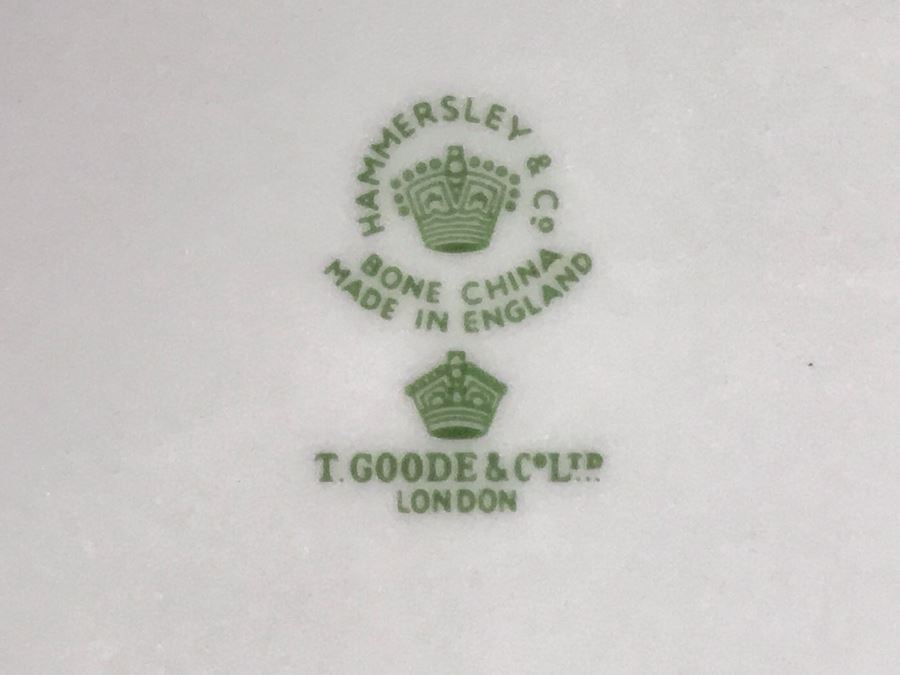 HAMMERSLEY & Cº
BONE CHINA
MADE IN ENGLAND
T. GOODE & Cº LTD
LONDON